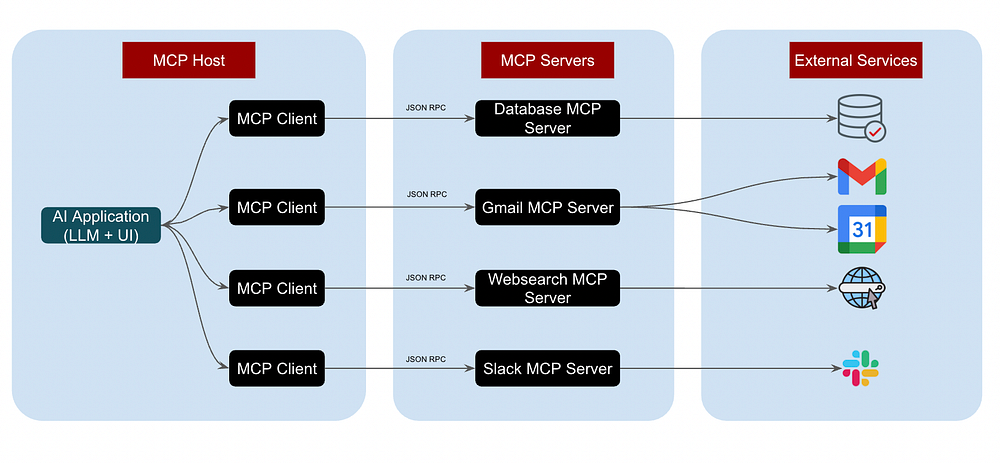 MCP Host
MCP Servers
External Services
MCP Client
JSON RPC
Database MCP
Server
MCP Client
JSON RPC
Gmail MCP Server
AI Application
(LLM + UI)
31
MCP Client
JSON RPC
Websearch MCP
Server
MCP Client
JSON RPC
Slack MCP Server